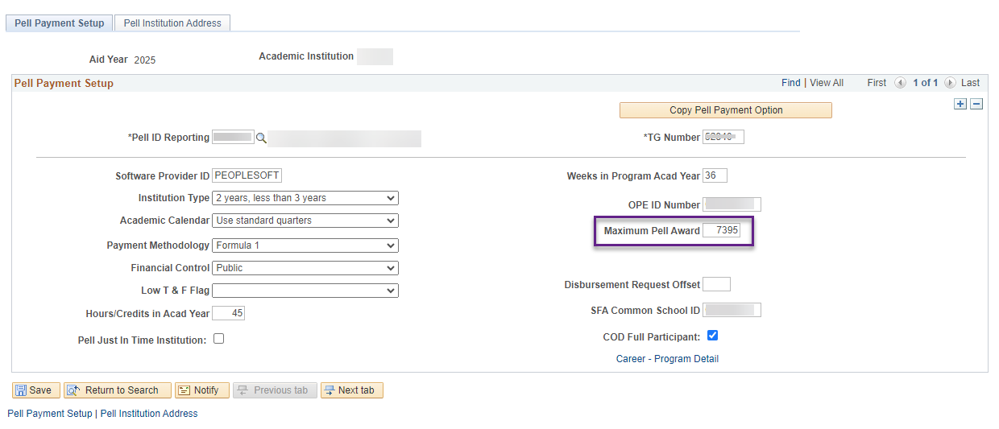 Pell Payment Setup Pell Institution Address
Aid Year 2025 Academic Institution
Pell Payment Setup Find | View All First 1 of 1 Last
Copy Pell Payment Option
*Pell ID Reporting *TG Number
Software Provider ID PEOPLESOFT Weeks in Program Acad Year 36
Institution Type 2 years, less than 3 years OPE ID Number
Academic Calendar Use standard quarters Maximum Pell Award 7395
Payment Methodology Formula 1
Financial Control Public
Low T & F Flag Disbursement Request Offset
Hours/Credits in Acad Year 45 SFA Common School ID
Pell Just In Time Institution: COD Full Participant:
Career - Program Detail
Save Return to Search Notify Previous tab Next tab
Pell Payment Setup | Pell Institution Address